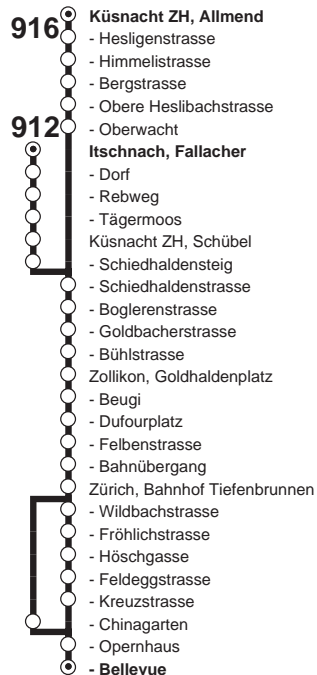 916 Küsnacht ZH, Allmend
- Hesligenstrasse
- Himmelistrasse
- Bergstrasse
- Obere Heslibachstrasse
912 - Oberwacht
Itschnach, Fallacher
- Dorf
- Rebweg
- Tägermoos
Küsnacht ZH, Schübel
- Schiedhaldensteig
- Schiedhaldenstrasse
- Boglerenstrasse
- Goldbacherstrasse
- Bühlstrasse
Zollikon, Goldhaldenplatz
- Beugi
- Dufourplatz
- Felbenstrasse
- Bahnübergang
Zürich, Bahnhof Tiefenbrunnen
- Wildbachstrasse
- Fröhlichstrasse
- Höschgasse
- Feldeggstrasse
- Kreuzstrasse
- Chinagarten
- Opernhaus
- Bellevue